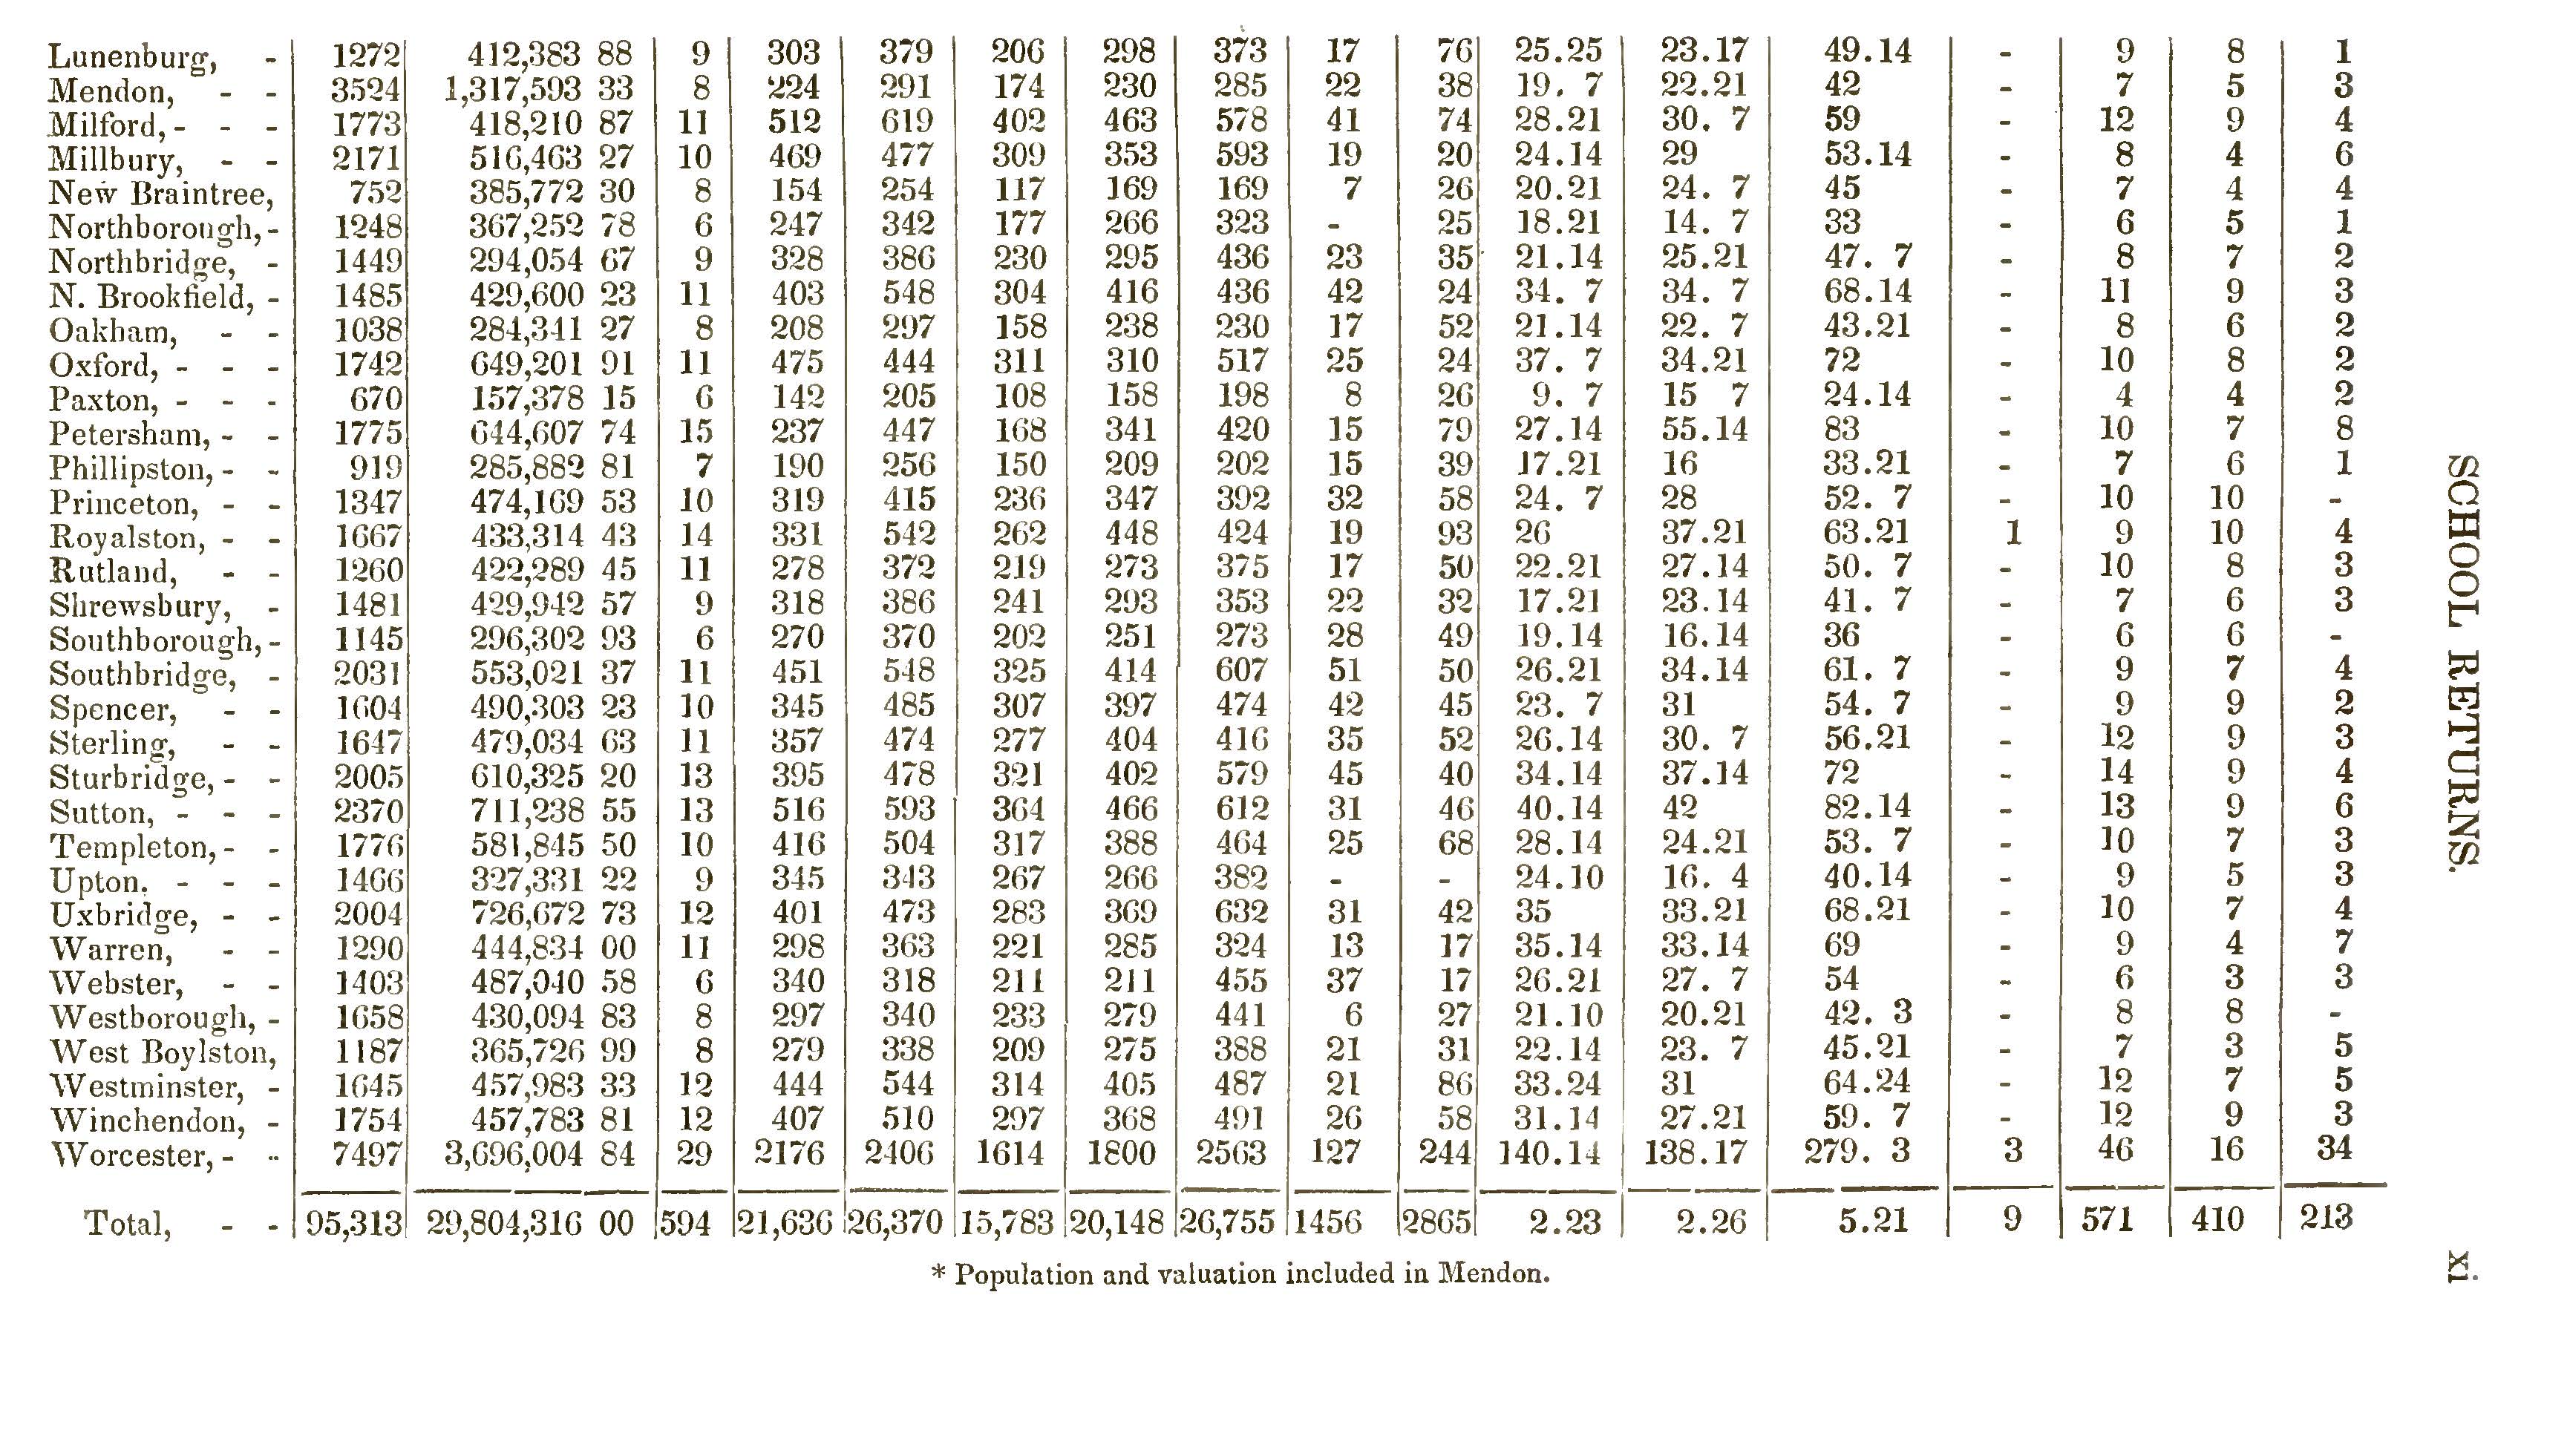 Lunenburg, - 1272 412,383 88 9 303 379 206 298 373 17 76 25.25 23.17 49.14 - 9 8 1
Mendon, - - 3524 1,317,593 33 8 224 291 174 230 285 22 38 19. 7 22.21 42 - 7 5 3
Milford, - - - 1773 418,210 87 11 512 619 402 463 578 41 74 28.21 30. 7 59 - 12 9 4
Millbury, - - 2171 516,463 27 10 469 477 309 353 593 19 20 24.14 29 53.14 - 8 4 6
New Braintree, 752 385,772 30 8 154 254 117 169 169 7 26 20.21 24. 7 45 - 7 4 4
Northborough, - 1248 367,252 78 6 247 342 177 266 323 - 25 18.21 14. 7 33 - 6 5 1
Northbridge, - 1449 294,054 67 9 328 386 230 295 436 23 35 21.14 25.21 47. 7 - 8 7 2
N. Brookfield, - 1485 429,600 23 11 403 548 304 416 436 42 24 34. 7 34. 7 68.14 - 11 9 3
Oakham, - - 1038 284,341 27 8 208 297 158 238 230 17 52 21.14 22. 7 43.21 - 8 6 2
Oxford, - - - 1742 649,201 91 11 475 444 311 310 517 25 24 37. 7 34.21 72 - 10 8 2
Paxton, - - - 670 157,378 15 6 142 205 108 158 198 8 26 9. 7 15 7 24.14 - 4 4 2
Petersham, - - 1775 644,607 74 15 237 447 168 341 420 15 79 27.14 55.14 83 - 10 7 8
Phillipston, - - 919 285,882 81 7 190 256 150 209 202 15 39 17.21 16 33.21 - 7 6 1
Princeton, - - 1347 474,169 53 10 319 415 236 347 392 32 58 24. 7 28 52. 7 - 10 10 -
Royalston, - - 1667 433,314 43 14 331 542 262 448 424 19 93 26 37.21 63.21 1 9 10 4
Rutland, - - 1260 422,289 45 11 278 372 219 273 375 17 50 22.21 27.14 50. 7 - 10 8 3
Shrewsbury, - 1481 429,942 57 9 318 386 241 293 353 22 32 17.21 23.14 41. 7 - 7 6 3
Southborough, - 1145 296,302 93 6 270 370 202 251 273 28 49 19.14 16.14 36 - 6 6 -
Southbridge, - 2031 553,021 37 11 451 548 325 414 607 51 50 26.21 34.14 61. 7 - 9 7 4
Spencer, - - 1604 490,303 23 10 345 485 307 397 474 42 45 23. 7 31 54. 7 - 9 9 2
Sterling, - - 1647 479,034 63 11 357 474 277 404 416 35 52 26.14 30. 7 56.21 - 12 9 3
Sturbridge, - - 2005 610,325 20 13 395 478 321 402 579 45 40 34.14 37.14 72 - 14 9 4
Sutton, - - - 2370 711,238 55 13 516 593 364 466 612 31 46 40.14 42 82.14 - 13 9 6
Templeton, - - 1776 581,845 50 10 416 504 317 388 464 25 68 28.14 24.21 53. 7 - 10 7 3
Upton. - - - 1466 327,331 22 9 345 343 267 266 382 - - 24.10 16. 4 40.14 - 9 5 3
Uxbridge, - - 2004 726,672 73 12 401 473 283 369 632 31 42 35 33.21 68.21 - 10 7 4
Warren, - - 1290 444,834 00 11 298 363 221 285 324 13 17 35.14 33.14 69 - 9 4 7
Webster, - - 1403 487,040 58 6 340 318 211 211 455 37 17 26.21 27. 7 54 - 6 3 3
Westborough, - 1658 430,094 83 8 297 340 233 279 441 6 27 21.10 20.21 42. 3 - 8 8 -
West Boylston, 1187 365,726 99 8 279 338 209 275 388 21 31 22.14 23. 7 45.21 - 7 3 5
Westminster, - 1645 457,983 33 12 444 544 314 405 487 21 86 33.24 31 64.24 - 12 7 5
Winchendon, - 1754 457,783 81 12 407 510 297 368 491 26 58 31.14 27.21 59. 7 - 12 9 3
Worcester, - - 7497 3,696,004 84 29 2176 2406 1614 1800 2563 127 244 140.14 138.17 279. 3 3 46 16 34
Total, - - 95,313 29,804,316 00 594 21,636 26,370 15,783 20,148 26,755 1456 2865 2.23 2.26 5.21 9 571 410 213
* Population and valuation included in Mendon.
SCHOOL RETURNS.
xi